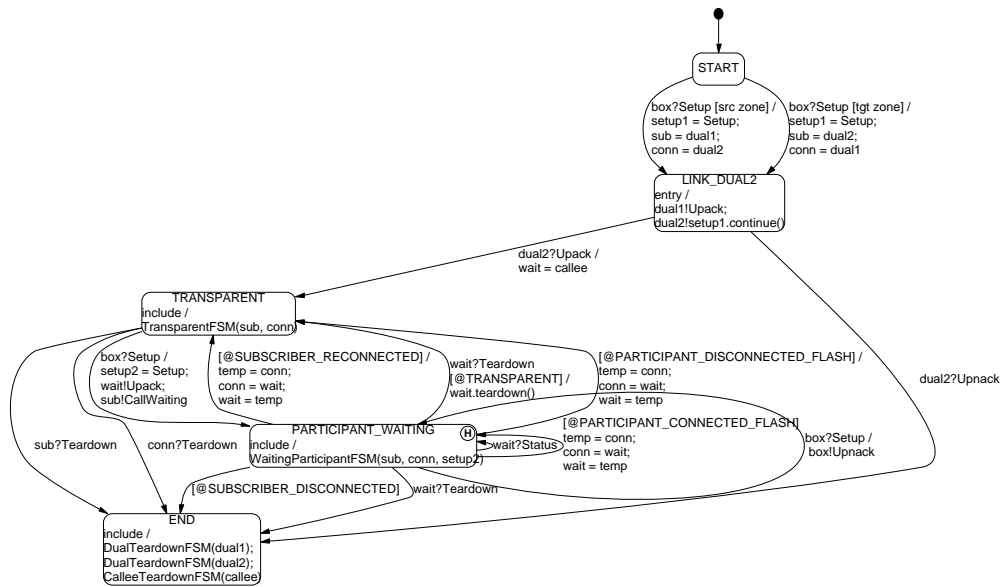 START
box?Setup [src zone] /
setup1 = Setup;
sub = dual1;
conn = dual2
box?Setup [tgt zone] /
setup1 = Setup;
sub = dual2;
conn = dual1
LINK_DUAL2
entry /
dual1!Upack;
dual2!setup1.continue()
dual2?Upack /
wait = callee
TRANSPARENT
include /
TransparentFSM(sub, conn)
box?Setup /
setup2 = Setup;
wait!Upack;
sub!CallWaiting
[@SUBSCRIBER_RECONNECTED] /
temp = conn;
conn = wait;
wait = temp
wait?Teardown
[@TRANSPARENT] /
wait.teardown()
[@PARTICIPANT_DISCONNECTED_FLASH] /
temp = conn;
conn = wait;
wait = temp
dual2?Upnack
sub?Teardown
conn?Teardown
PARTICIPANT_WAITING
H
include /
WaitingParticipantFSM(sub, conn, setup2)
wait?Status
[@PARTICIPANT_CONNECTED_FLASH]
temp = conn;
conn = wait;
wait = temp
box?Setup /
box!Upnack
[@SUBSCRIBER_DISCONNECTED]
wait?Teardown
END
include /
DualTeardownFSM(dual1);
DualTeardownFSM(dual2);
CalleeTeardownFSM(callee)